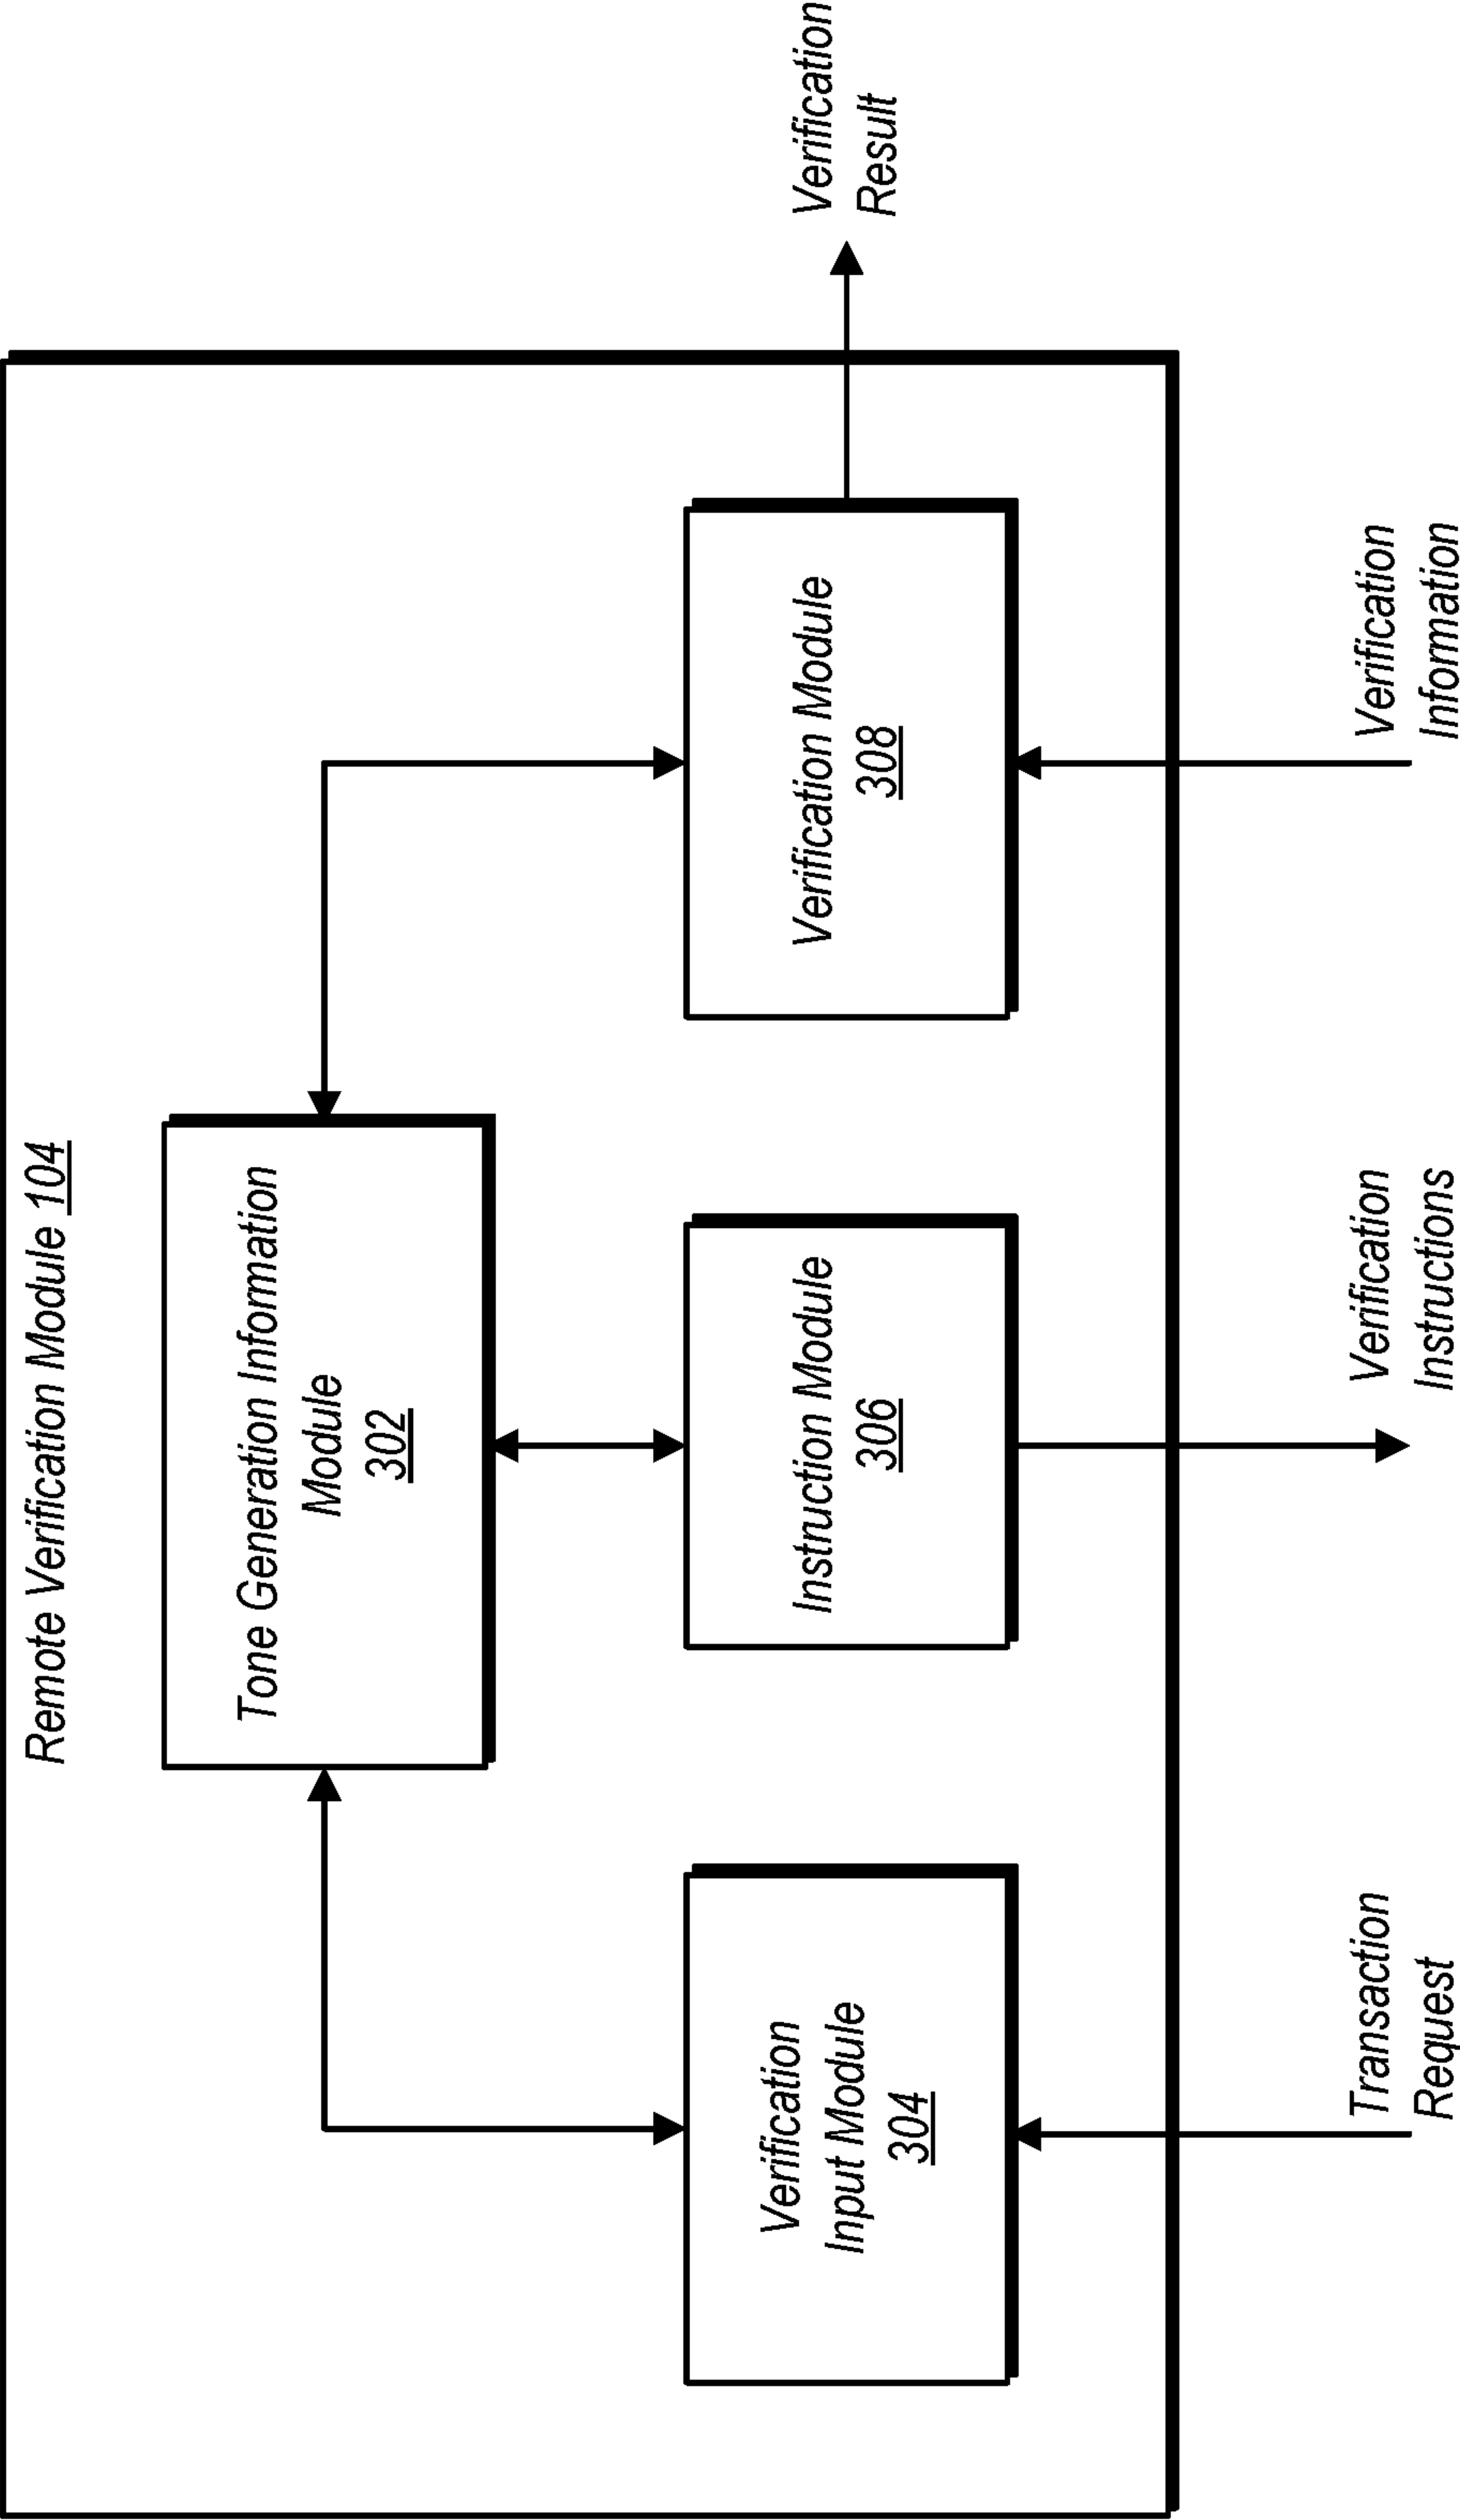 Remote Verification Module 104
Tone Generation Information
Module
302
Verification
Input Module
304
Instruction Module
306
Verification Module
308
Verification
Result
Transaction
Request
Verification
Instructions
Verification
Information